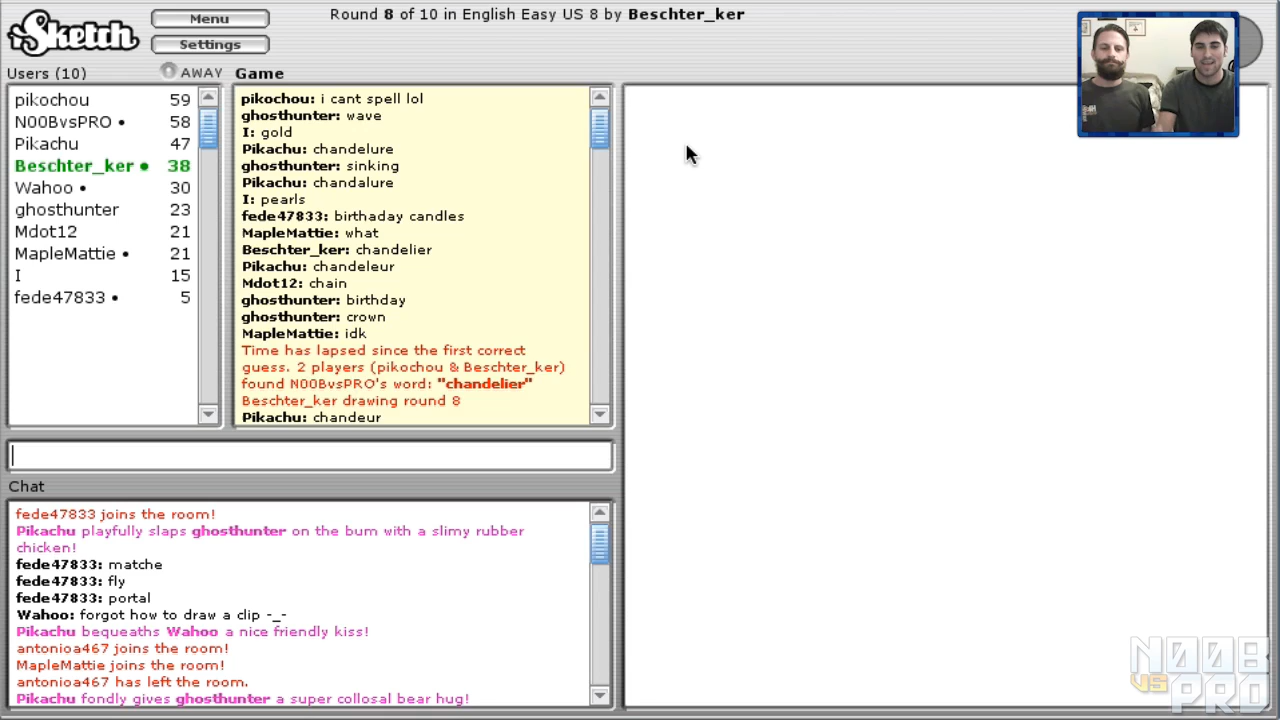 iSketch
Menu
Settings
Round 8 of 10 in English Easy US 8 by Beschter_ker
Users (10)
AWAY
Game
pikochou 59
N00BvsPRO • 58
Pikachu 47
Beschter_ker • 38
Wahoo • 30
ghosthunter 23
Mdot12 21
MapleMattie • 21
I 15
fede47833 • 5
pikochou: i cant spell lol
ghosthunter: wave
I: gold
Pikachu: chandelure
ghosthunter: sinking
Pikachu: chandalure
I: pearls
fede47833: birthaday candles
MapleMattie: what
Beschter_ker: chandelier
Pikachu: chandeleur
Mdot12: chain
ghosthunter: birthday
ghosthunter: crown
MapleMattie: idk
Time has lapsed since the first correct
guess. 2 players (pikochou & Beschter_ker)
found N00BvsPRO's word: "chandelier"
Beschter_ker drawing round 8
Pikachu: chandeur
Chat
fede47833 joins the room!
Pikachu playfully slaps ghosthunter on the bum with a slimy rubber
chicken!
fede47833: matche
fede47833: fly
fede47833: portal
Wahoo: forgot how to draw a clip -_-
Pikachu bequeaths Wahoo a nice friendly kiss!
antonioa467 joins the room!
MapleMattie joins the room!
antonioa467 has left the room.
Pikachu fondly gives ghosthunter a super collosal bear hug!
N00B
VS PRO